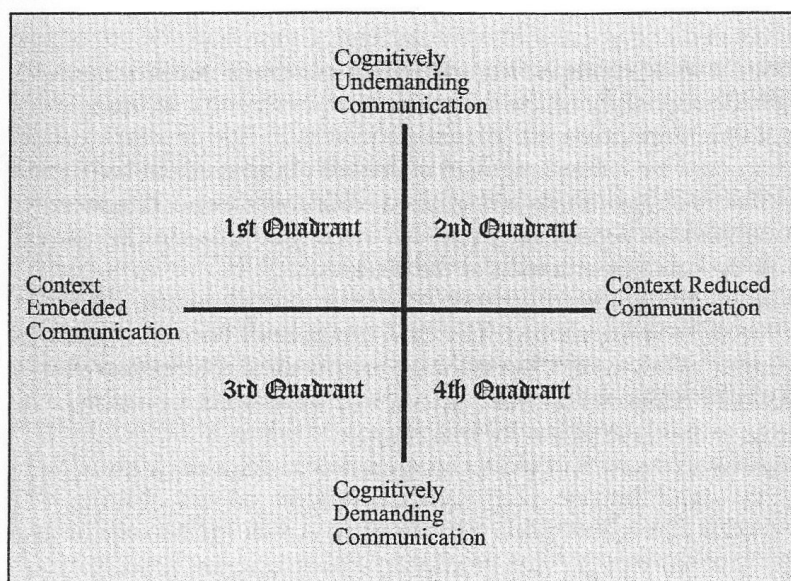 Cognitively
Undemanding
Communication
1st Quadrant 2nd Quadrant
Context
Embedded
Communication
Context Reduced
Communication
3rd Quadrant 4th Quadrant
Cognitively
Demanding
Communication